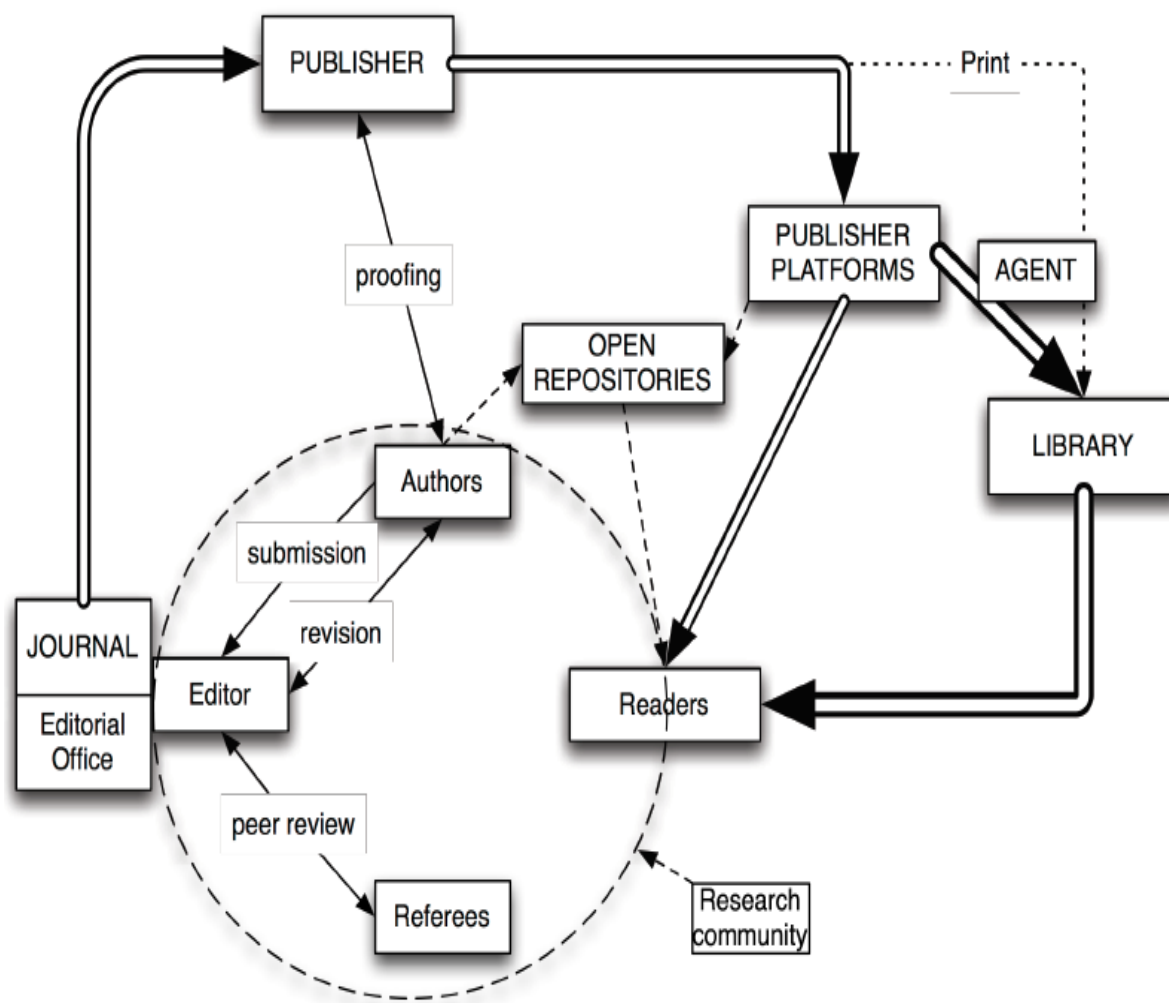 PUBLISHER
Print
PUBLISHER
PLATFORMS
AGENT
proofing
OPEN
REPOSITORIES
LIBRARY
Authors
submission
revision
JOURNAL
Editor
Readers
Editorial
Office
peer review
Referees
Research
community